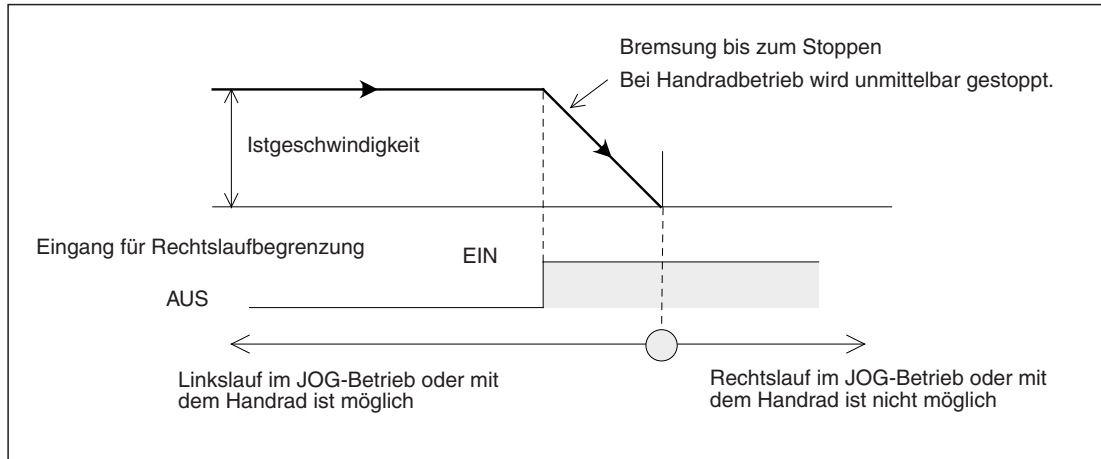 Bremsung bis zum Stoppen
Bei Handradbetrieb wird unmittelbar gestoppt.
Istgeschwindigkeit
Eingang für Rechtslaufbegrenzung
EIN
AUS
Linkslauf im JOG-Betrieb oder mit
dem Handrad ist möglich
Rechtslauf im JOG-Betrieb oder mit
dem Handrad ist nicht möglich